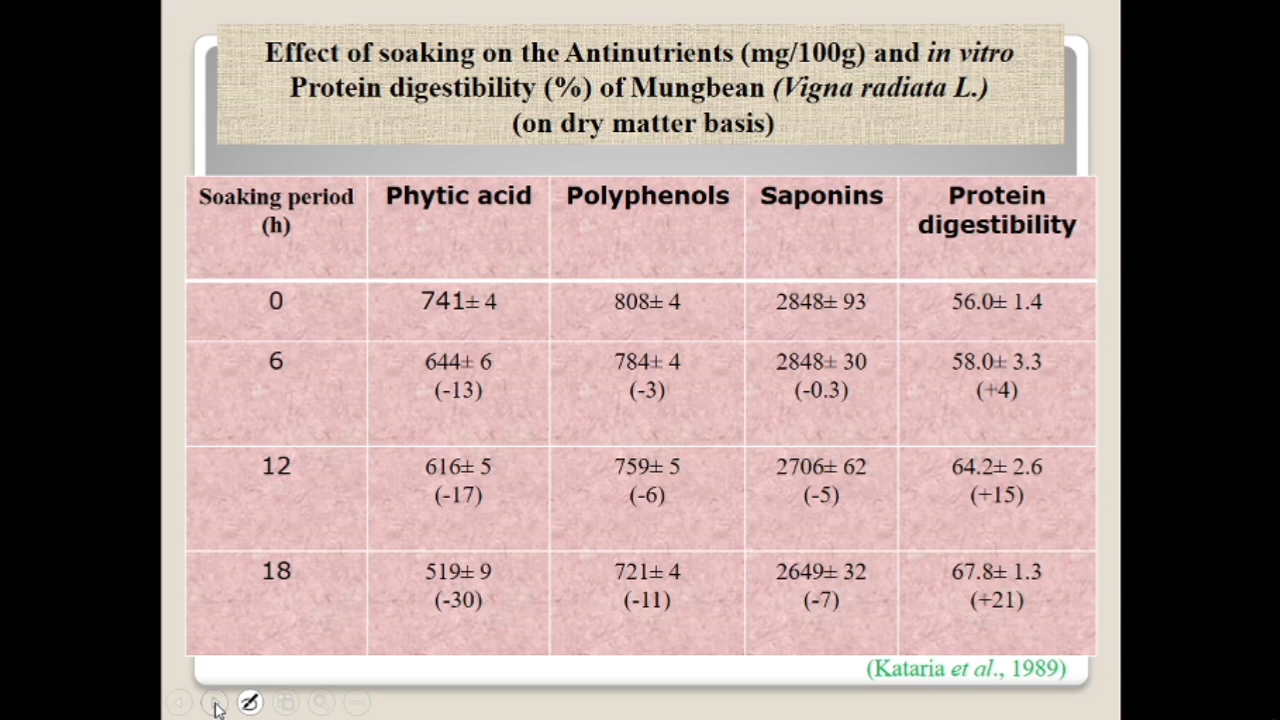 Effect of soaking on the Antinutrients (mg/100g) and in vitro
Protein digestibility (%) of Mungbean (Vigna radiata L.)
(on dry matter basis)
Soaking period (h) Phytic acid Polyphenols Saponins Protein digestibility
0 741± 4 808± 4 2848± 93 56.0± 1.4
6 644± 6 784± 4 2848± 30 58.0± 3.3
(-13) (-3) (-0.3) (+4)
12 616± 5 759± 5 2706± 62 64.2± 2.6
(-17) (-6) (-5) (+15)
18 519± 9 721± 4 2649± 32 67.8± 1.3
(-30) (-11) (-7) (+21)
(Kataria et al., 1989)